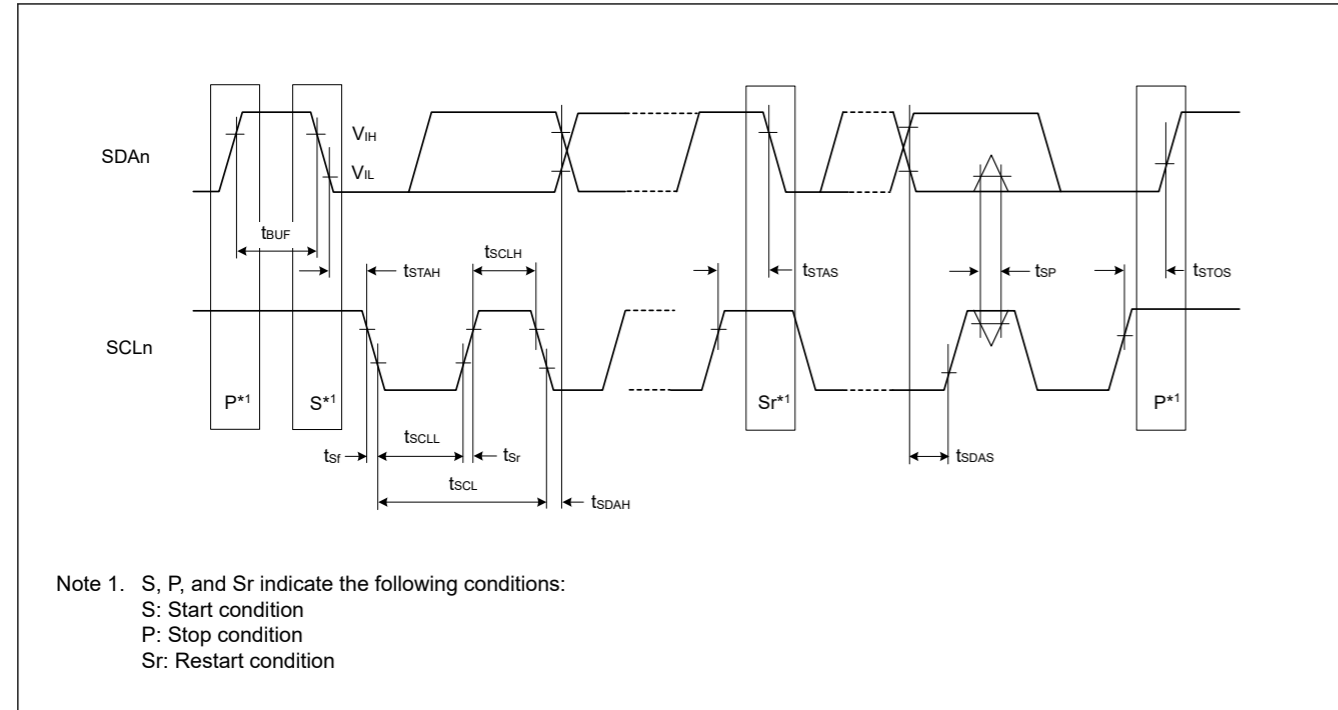 SDAn
VIH
VIL
tBUF
tSTAH
tSCLH
tSTAS
tSP
tSTOS
SCLn
P*1
S*1
Sr*1
P*1
tSf
tSCLL
tSr
tSDAS
tSCL
tSDAH
Note 1. S, P, and Sr indicate the following conditions:
S: Start condition
P: Stop condition
Sr: Restart condition